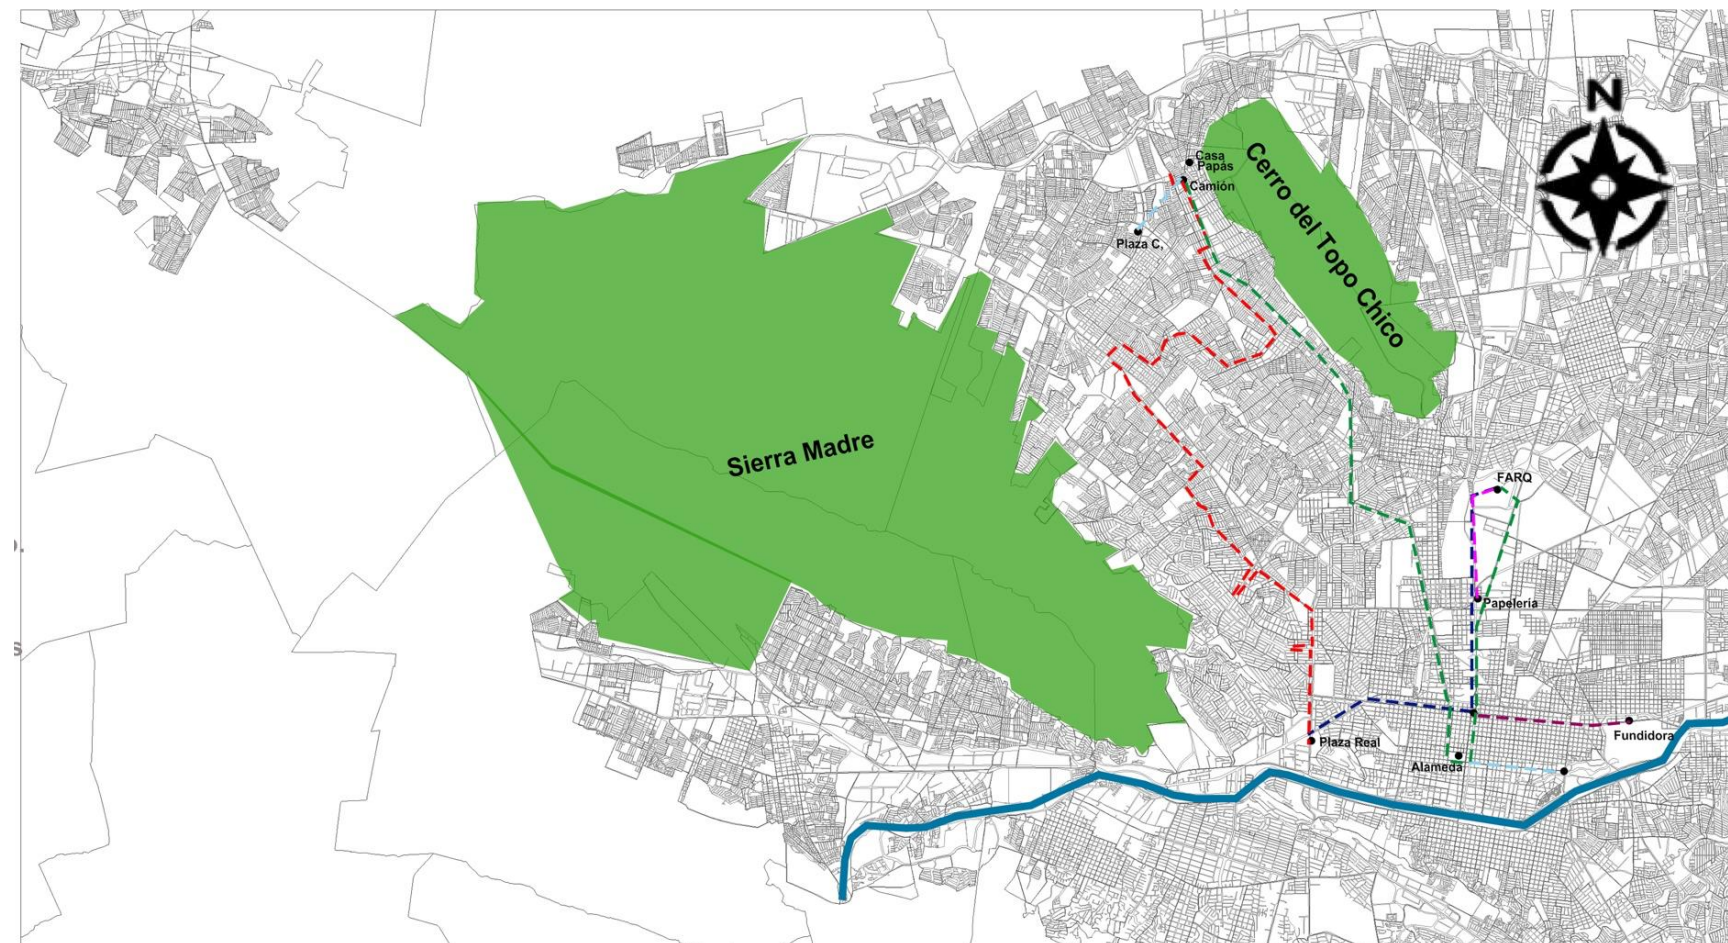 N
Casa
Papás
Camión
Cerro del Topo Chico
Plaza C,
Sierra Madre
FARQ
Papelería
Plaza Real
Fundidora
Alameda
s